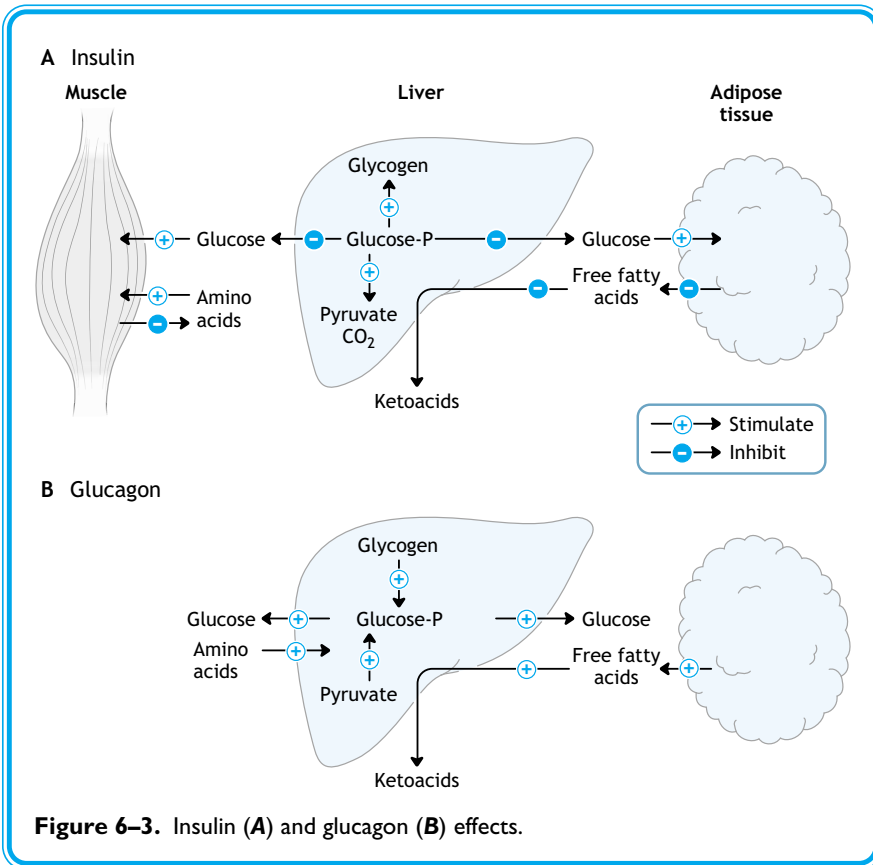 A Insulin
Muscle
Liver
Adipose
tissue
Glycogen
+
Glucose
+
-
Glucose-P
-
Glucose
+
+
Amino
acids
+
-
Pyruvate
CO2
-
Free fatty
acids
-
Ketoacids
+ Stimulate
- Inhibit
B Glucagon
Glycogen
+
Glucose
+
Glucose-P
+
Glucose
Amino
acids
+
+
Pyruvate
+
Free fatty
acids
+
Ketoacids
Figure 6–3. Insulin (A) and glucagon (B) effects.